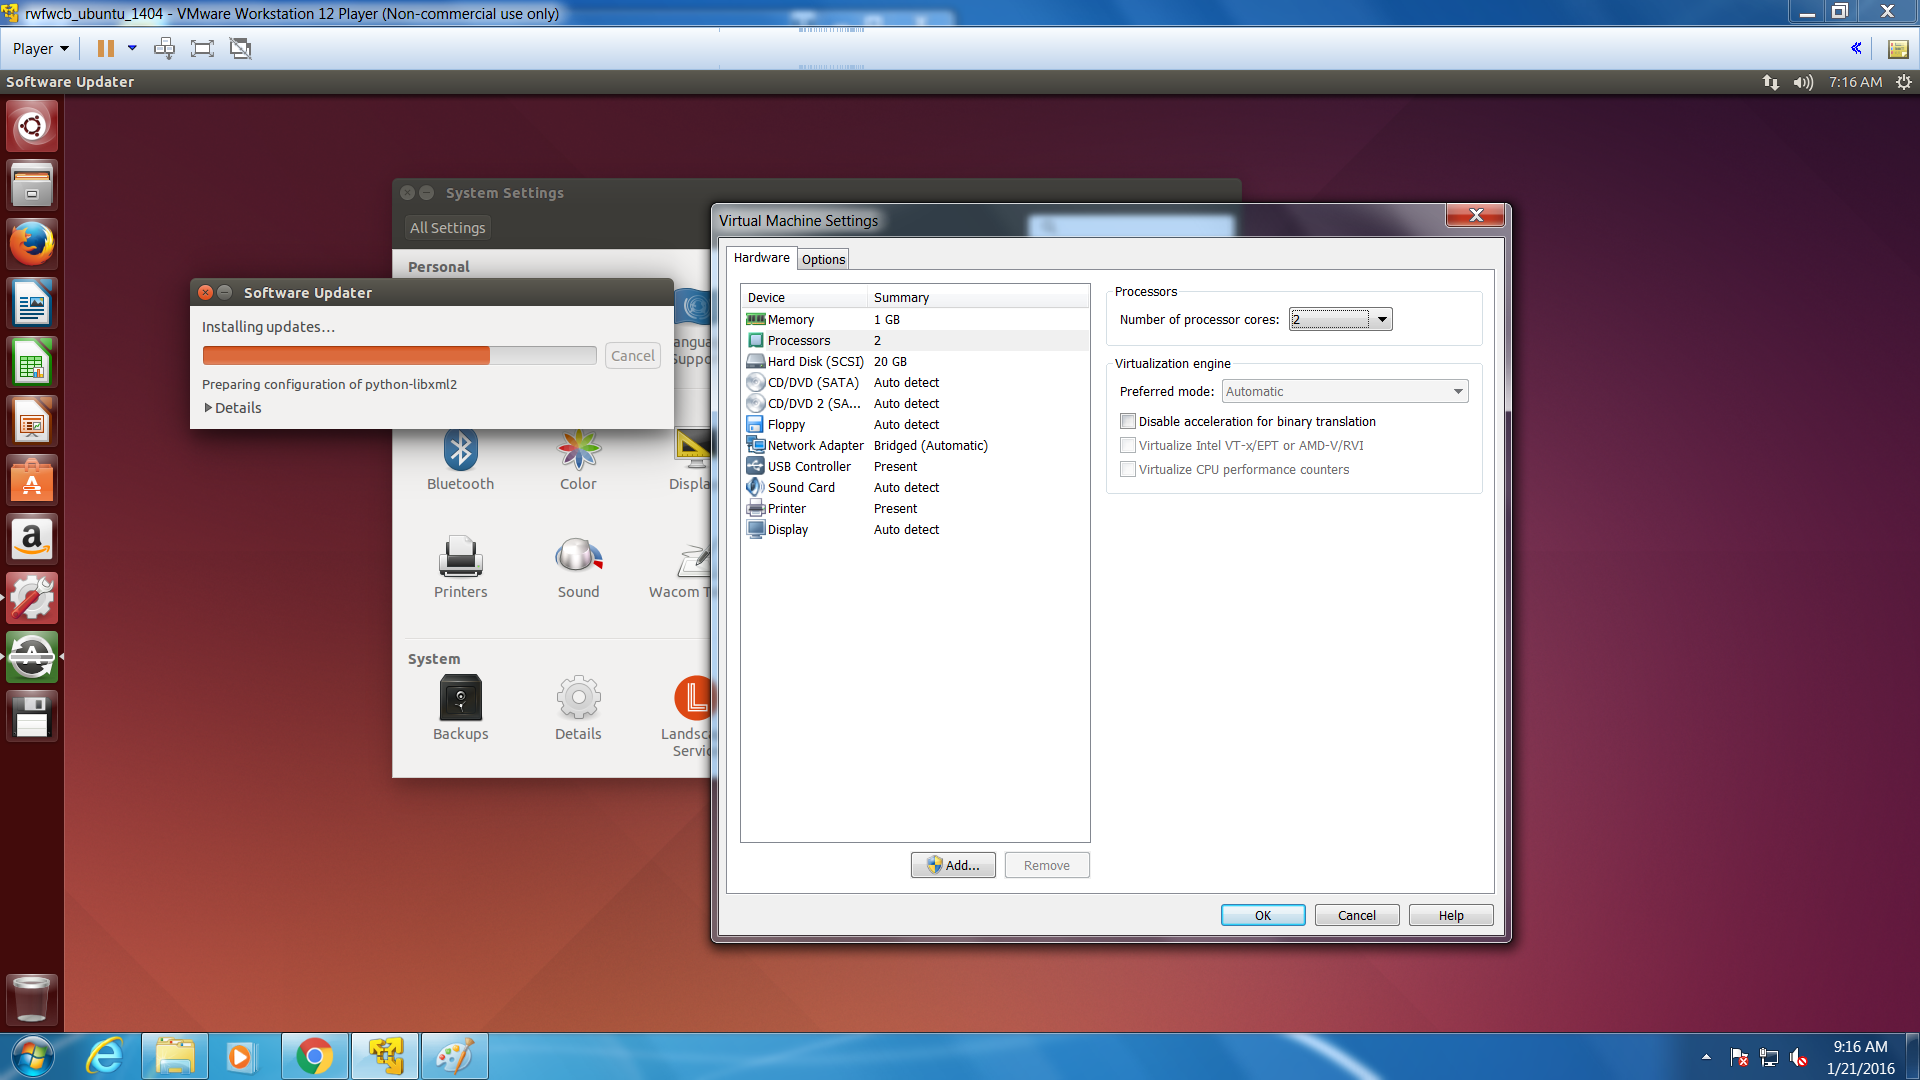 rwfwcb_ubuntu_1404 - VMware Workstation 12 Player (Non-commercial use only)
Player
Software Updater
7:16 AM
System Settings
All Settings
Personal
Software Updater
Installing updates…
Cancel
Preparing configuration of python-libxml2
Details
Bluetooth
Color
Printers
Sound
Wacom T
System
Backups
Details
Virtual Machine Settings
Hardware
Options
Device Summary
Memory 1 GB
Processors 2
Hard Disk (SCSI) 20 GB
CD/DVD (SATA) Auto detect
CD/DVD 2 (SA... Auto detect
Floppy Auto detect
Network Adapter Bridged (Automatic)
USB Controller Present
Sound Card Auto detect
Printer Present
Display Auto detect
Add...
Remove
Processors
Number of processor cores: 2
Virtualization engine
Preferred mode: Automatic
Disable acceleration for binary translation
Virtualize Intel VT-x/EPT or AMD-V/RVI
Virtualize CPU performance counters
OK
Cancel
Help
9:16 AM
1/21/2016